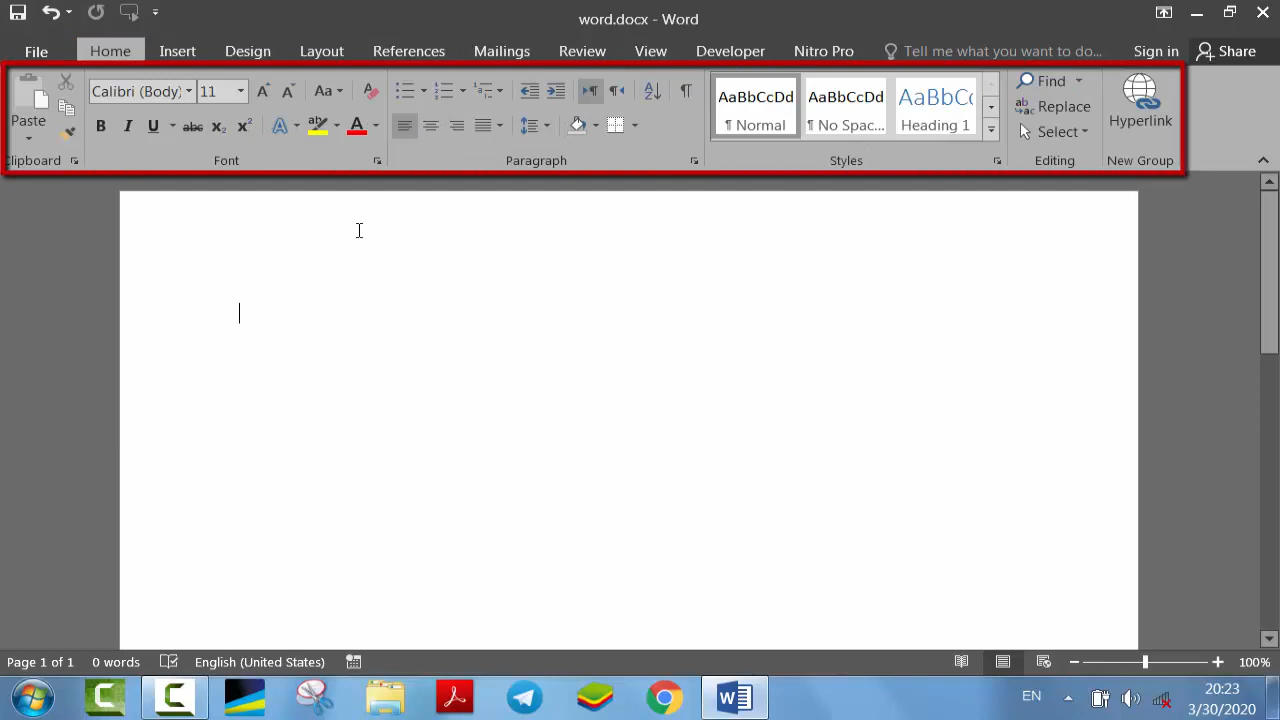 word.docx - Word
File Home Insert Design Layout References Mailings Review View Developer Nitro Pro Tell me what you want to do... Sign in Share
Calibri (Body) 11 Aa
Paste
B I U abc X₂ X² A ab A
AaBbCcDd AaBbCcDd AaBbCc
¶ Normal ¶ No Spac... Heading 1
Find
Replace
Select
Hyperlink
Clipboard Font Paragraph Styles Editing New Group
Page 1 of 1 0 words English (United States) 100%
EN
20:23
3/30/2020